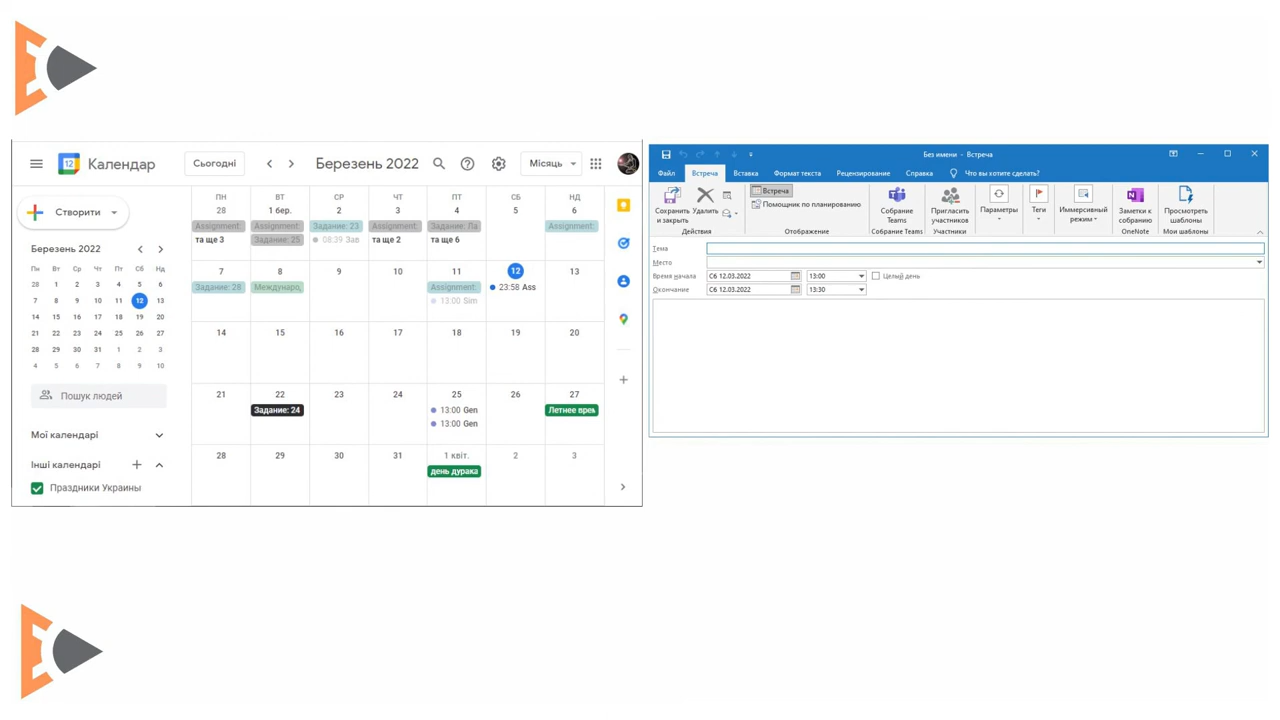 12 Календар Сьогодні Березень 2022 Місяць
Створити
Березень 2022
Пн Вт Ср Чт Пт Сб Нд
28 1 2 3 4 5 6
7 8 9 10 11 12 13
14 15 16 17 18 19 20
21 22 23 24 25 26 27
28 29 30 31 1 2 3
4 5 6 7 8 9 10
Пошук людей
Мої календарі
Інші календарі
Праздники Украины
ПН ВТ СР ЧТ ПТ СБ НД
28 1 бер. 2 3 4 5 6
Assignment: Assignment: Задание: 23 Assignment: Задание: Ла Assignment:
та ще 3 Задание: 25 08:39 Зав та ще 2 та ще 6
7 8 9 10 11 12 13
Задание: 28 Междунаро, Assignment: 23:58 Ass
13:00 Sim
14 15 16 17 18 19 20
21 22 23 24 25 26 27
Задание: 24 13:00 Gen Летнее врем
13:00 Gen
28 29 30 31 1 квіт. 2 3
день дурака
Без имени - Встреча
Файл Встреча Вставка Формат текста Рецензирование Справка Что вы хотите сделать?
Сохранить и закрыть
Удалить
Действия
Встреча
Помощник по планированию
Отображение
Собрание Teams
Собрание Teams
Пригласить участников
Участники
Параметры
Теги
Иммерсивный режим
Заметки к собранию
OneNote
Просмотреть шаблоны
Мои шаблоны
Тема
Место
Время начала Сб 12.03.2022 13:00 Целый день
Окончание Сб 12.03.2022 13:30